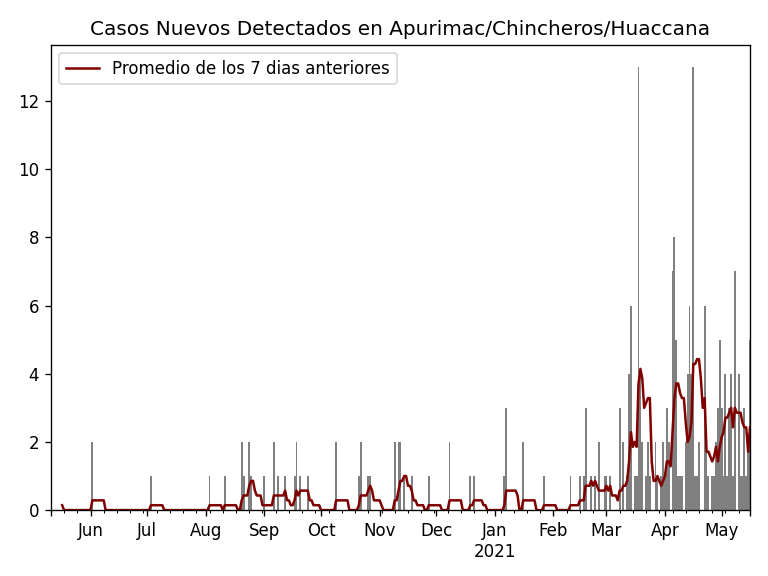 Casos Nuevos Detectados en Apurimac/Chincheros/Huaccana
Promedio de los 7 dias anteriores
12
10
8
6
4
2
0
Jun Jul Aug Sep Oct Nov Dec Jan Feb Mar Apr May
2021